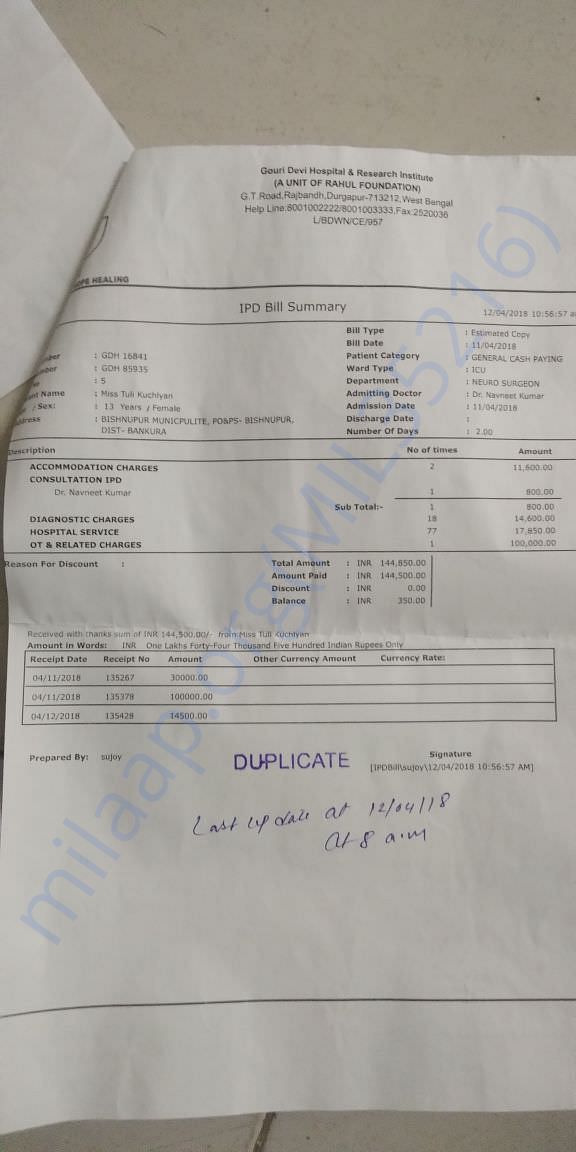 Gouri Devi Hospital & Research Institute
(A UNIT OF RAHUL FOUNDATION)
G.T.Road,Rajbandh,Durgapur-713212,West Bengal
Help Line:8001002222/8001003333,Fax:2520036
L/BDWN/CE/957
HEALING
IPD Bill Summary
12/04/2018 10:56:57
Bill Type : Estimated Copy
Bill Date : 11/04/2018
: GDH 16841 Patient Category : GENERAL CASH PAYING
: GDH 85935 Ward Type : ICU
: 5 Department : NEURO SURGEON
Name : Miss Tuli Kuchlyan Admitting Doctor : Dr. Navneet Kumar
/ Sex: : 13 Years / Female Admission Date : 11/04/2018
: BISHNUPUR MUNICPULITE, PO&PS- BISHNUPUR, Discharge Date :
DIST- BANKURA Number Of Days : 2.00
Description No of times Amount
ACCOMMODATION CHARGES 2 11,600.00
CONSULTATION IPD
Dr. Navneet Kumar 1 800.00
Sub Total:- 1 800.00
DIAGNOSTIC CHARGES 18 14,600.00
HOSPITAL SERVICE 77 17,850.00
OT & RELATED CHARGES 1 100,000.00
Reason For Discount : Total Amount : INR 144,850.00
Amount Paid : INR 144,500.00
Discount : INR 0.00
Balance : INR 350.00
Received with thanks sum of INR 144,500.00/- from Miss Tuli Kuchlyan
Amount in Words: INR One Lakhs Forty-Four Thousand Five Hundred Indian Rupees Only
Receipt Date Receipt No Amount Other Currency Amount Currency Rate:
04/11/2018 135267 30000.00
04/11/2018 135378 100000.00
04/12/2018 135428 14500.00
Prepared By: sujoy DUPLICATE Signature
[IPDBill\sujoy\12/04/2018 10:56:57 AM]
Last up date at 12/04/18
at 8 a.m
milaap.org(MIL55216)